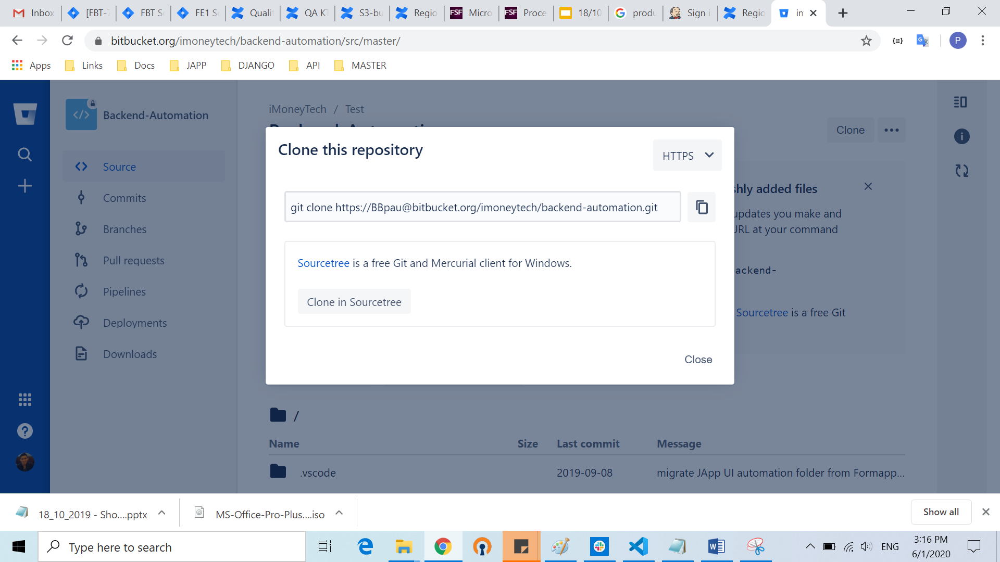 Inbox
[FBT-
FBT S
FE1 S
Qualif
QA KT
S3-bu
Regio
FSF Micro
FSF Proce
18/10
produ
Sign i
Regio
im
bitbucket.org/imoneytech/backend-automation/src/master/
P
Apps
Links
Docs
JAPP
DJANGO
API
MASTER
Backend-Automation
Source
Commits
Branches
Pull requests
Pipelines
Deployments
Downloads
iMoneyTech / Test
Clone
Clone this repository
HTTPS
git clone https://BBpau@bitbucket.org/imoneytech/backend-automation.git
Sourcetree is a free Git and Mercurial client for Windows.
Clone in Sourcetree
Close
hly added files
updates you make and
URL at your command
ackend-
Sourcetree is a free Git
/
Name Size Last commit Message
.vscode 2019-09-08 migrate JApp UI automation folder from Formapp...
18_10_2019 - Sho....pptx
MS-Office-Pro-Plus....iso
Show all
Type here to search
ENG
3:16 PM
6/1/2020